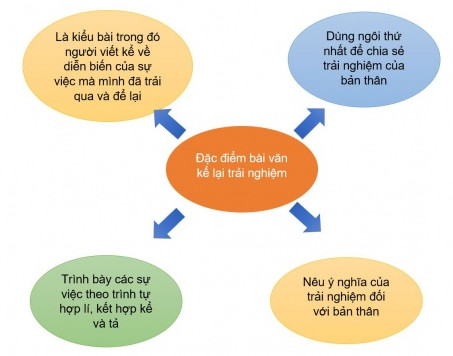 Là kiểu bài trong đó
người viết kể về
diễn biến của sự
việc mà mình đã trải
qua và để lại
Dùng ngôi thứ
nhất để chia sẻ
trải nghiệm của
bản thân
Đặc điểm bài văn
kể lại trải nghiệm
Trình bày các sự
việc theo trình tự
hợp lí, kết hợp kể
và tả
Nêu ý nghĩa của
trải nghiệm đối
với bản thân